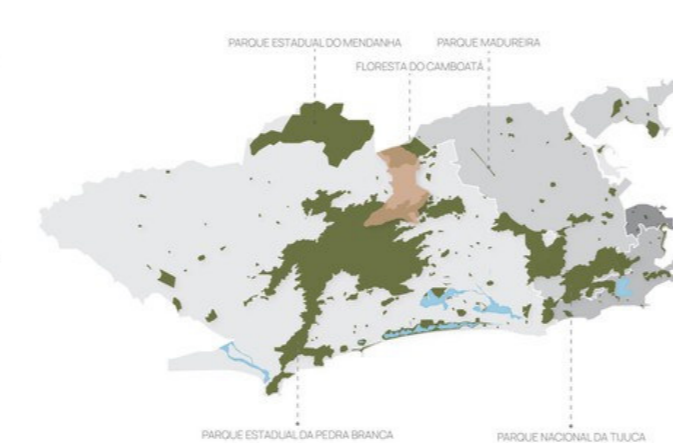 PARQUE ESTADUAL DO MENDANHA
PARQUE MADUREIRA
FLORESTA DO CAMBOATÁ
PARQUE ESTADUAL DA PEDRA BRANCA
PARQUE NACIONAL DA TIJUCA